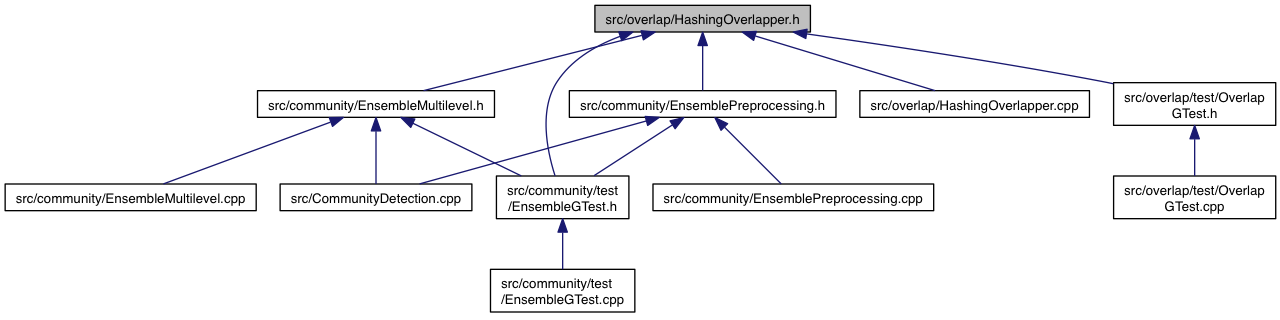 src/overlap/HashingOverlapper.h
src/community/EnsembleMultilevel.h
src/community/EnsemblePreprocessing.h
src/overlap/HashingOverlapper.cpp
src/overlap/test/Overlap
GTest.h
src/community/EnsembleMultilevel.cpp
src/CommunityDetection.cpp
src/community/test
/EnsembleGTest.h
src/community/EnsemblePreprocessing.cpp
src/overlap/test/Overlap
GTest.cpp
src/community/test
/EnsembleGTest.cpp